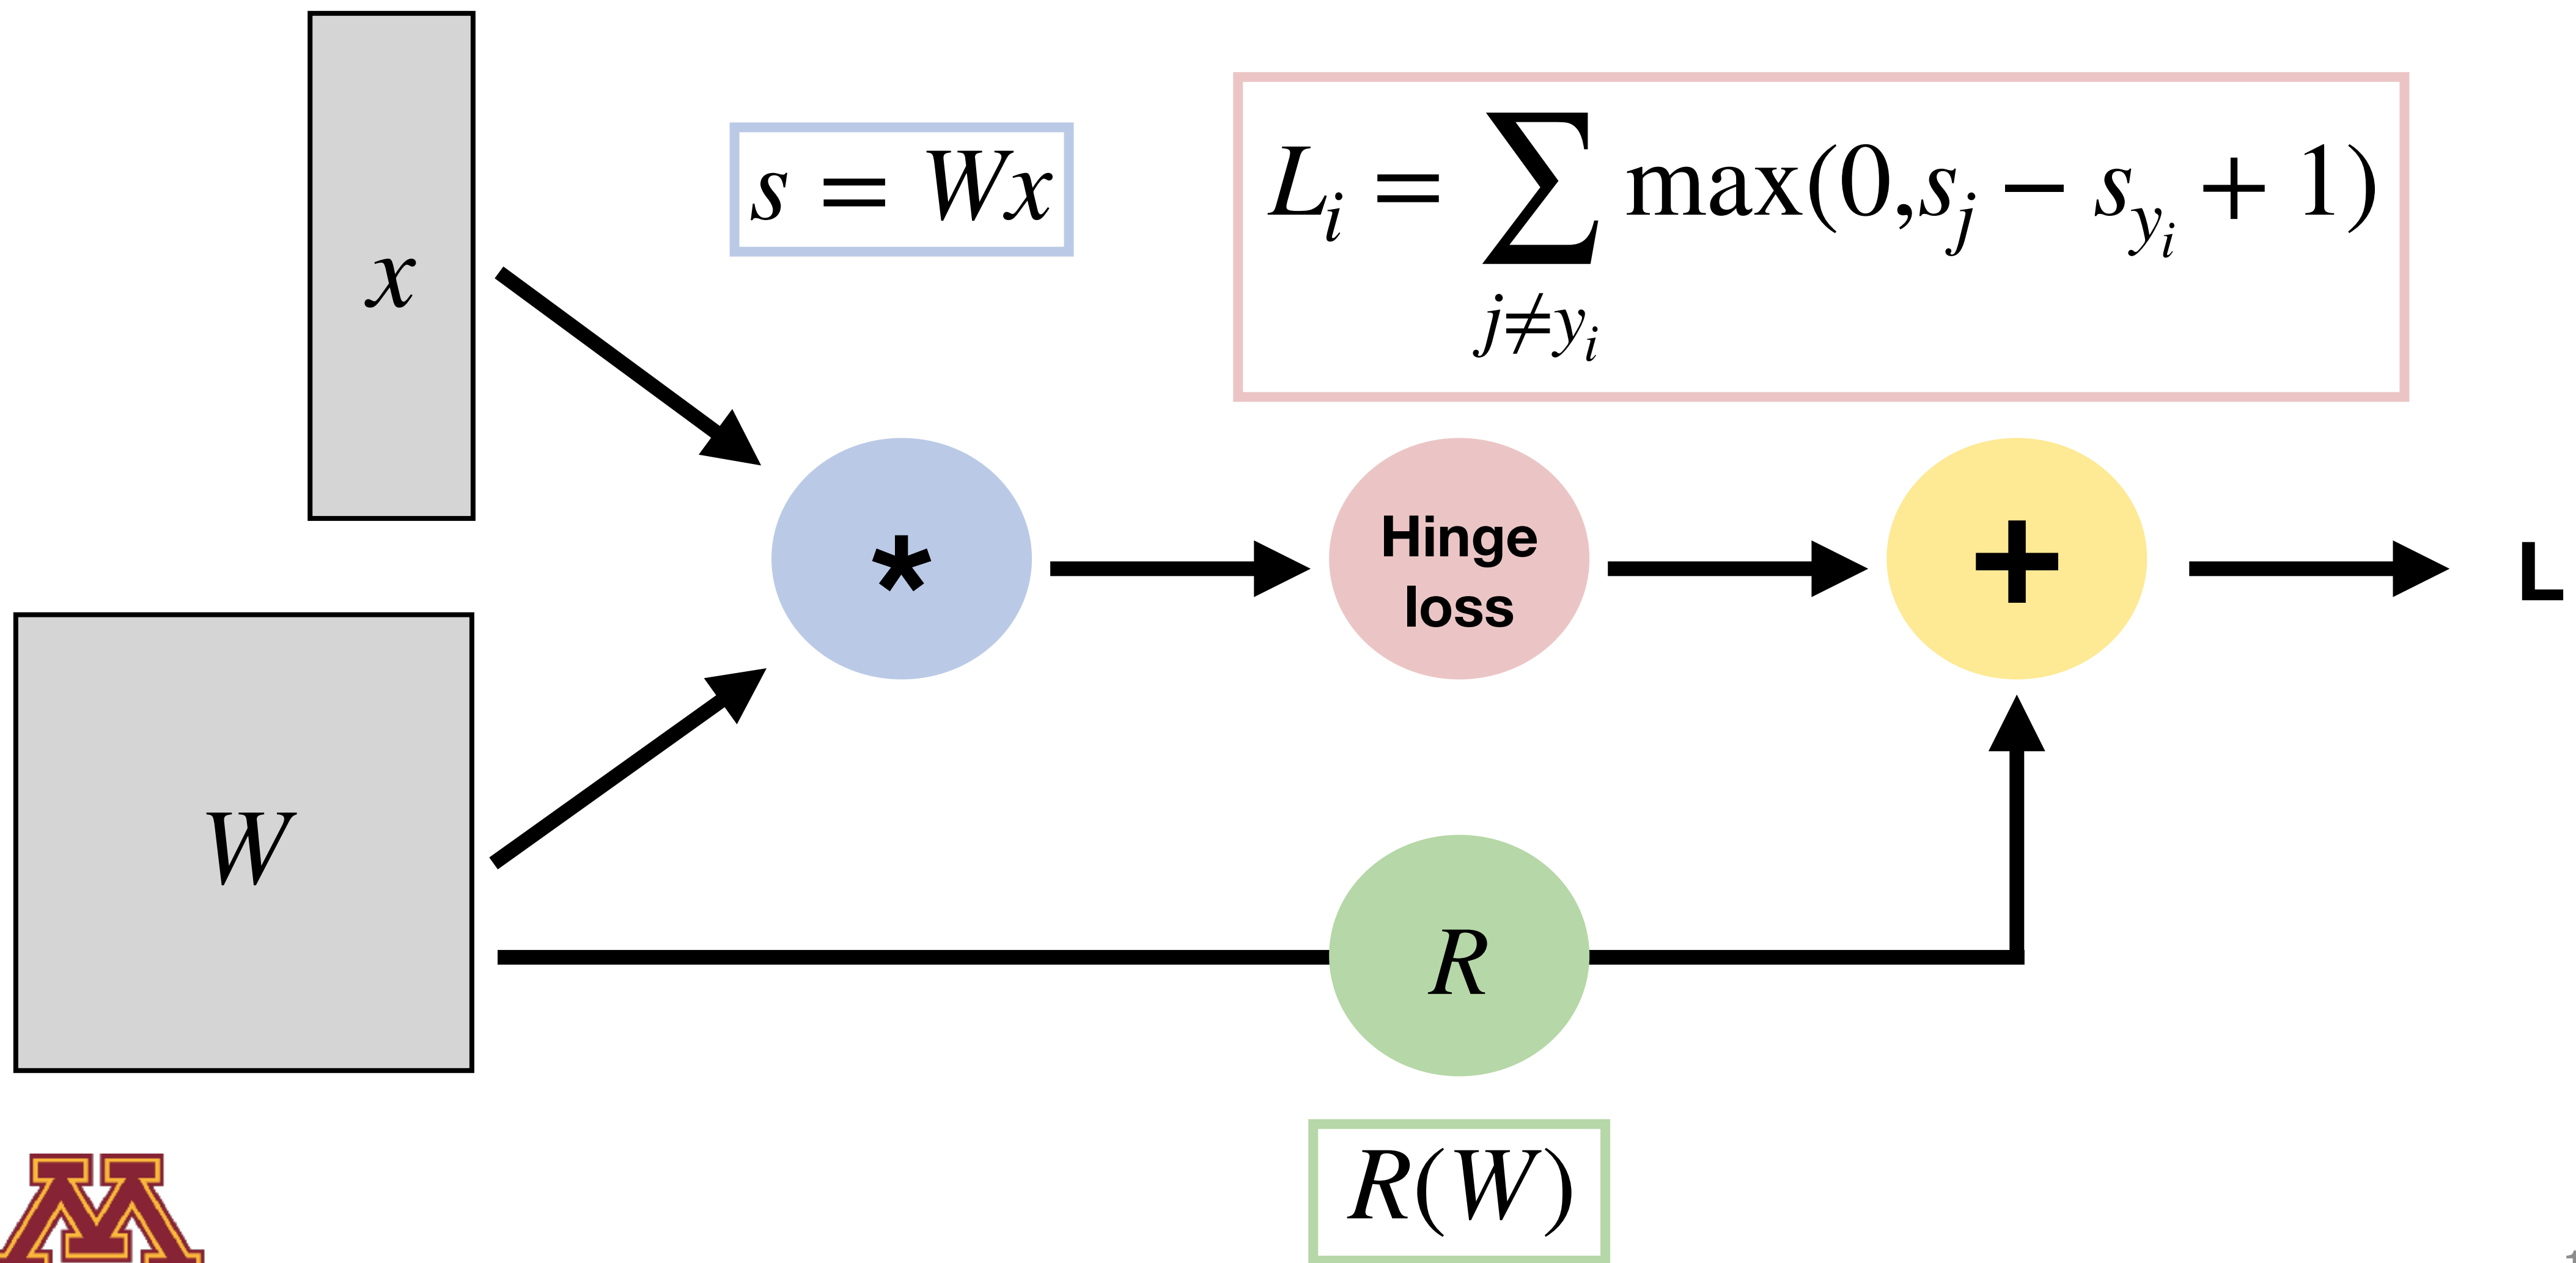 x
s = Wx
L_i = ∑_{j≠y_i} max(0,s_j − s_{y_i} + 1)
*
Hinge
loss
+
L
W
R
R(W)
M